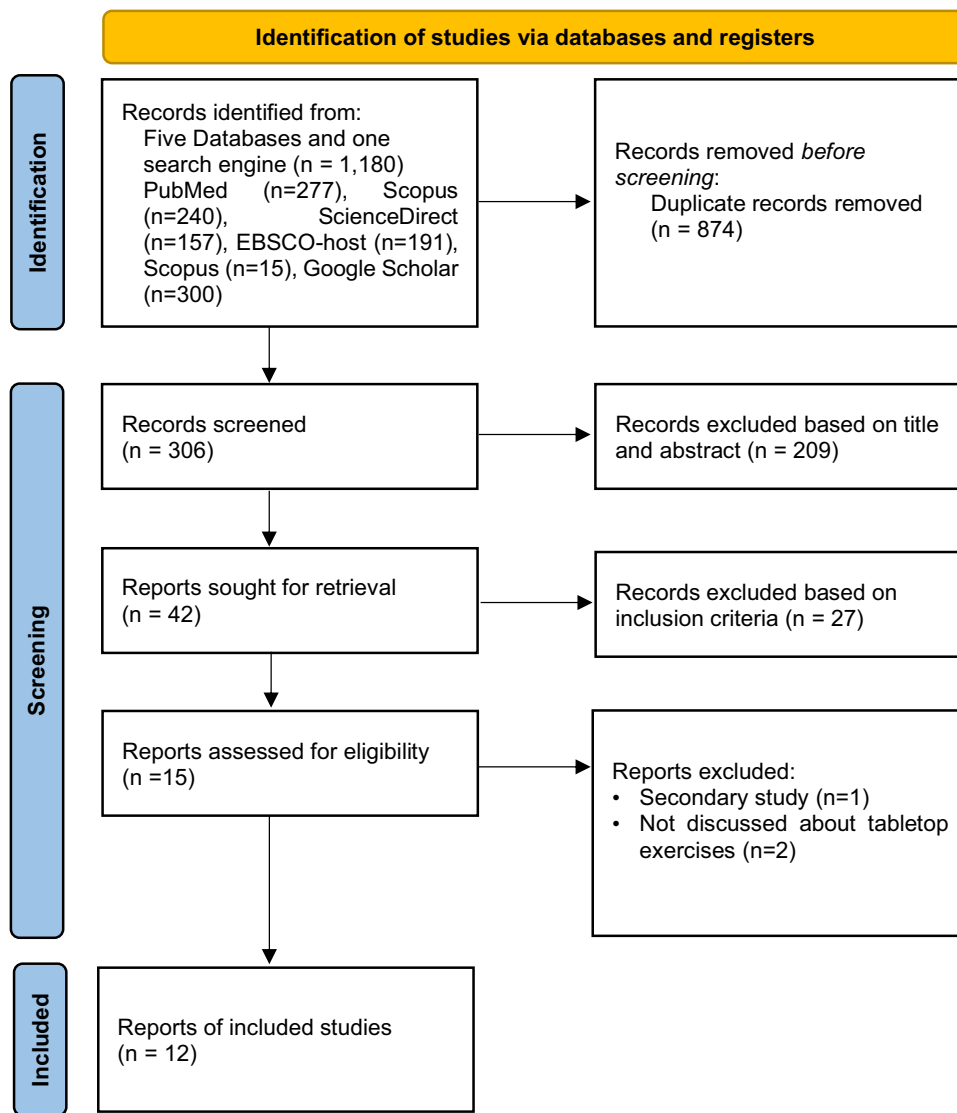 Identification of studies via databases and registers
Identification
Records identified from:
Five Databases and one
search engine (n = 1,180)
PubMed (n=277), Scopus
(n=240), ScienceDirect
(n=157), EBSCO-host (n=191),
Scopus (n=15), Google Scholar
(n=300)
Records removed before
screening:
Duplicate records removed
(n = 874)
Screening
Records screened
(n = 306)
Records excluded based on title
and abstract (n = 209)
Reports sought for retrieval
(n = 42)
Records excluded based on
inclusion criteria (n = 27)
Reports assessed for eligibility
(n =15)
Reports excluded:
• Secondary study (n=1)
• Not discussed about tabletop
exercises (n=2)
Included
Reports of included studies
(n = 12)